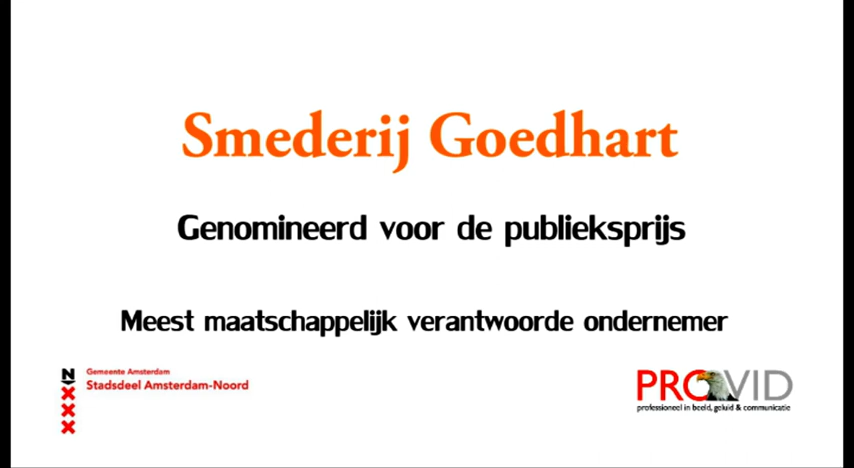 Smederij Goedhart
Genomineerd voor de publieksprijs
Meest maatschappelijk verantwoorde ondernemer
N
Gemeente Amsterdam
Stadsdeel Amsterdam-Noord
XXX
PROVID
professioneel in beeld, geluid & communicatie